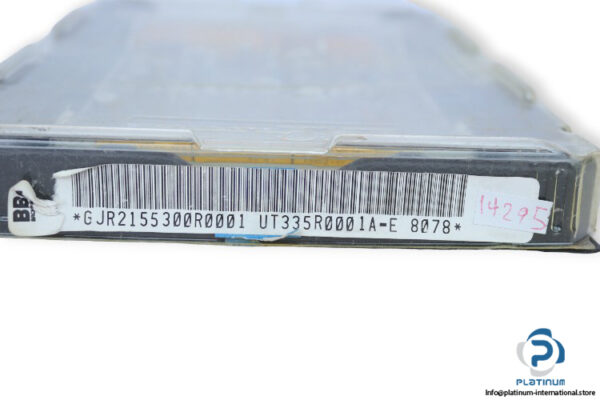 *GJR2155300R0001 UT335R0001A-E 8078*
14295
PLATINUM
Info@platinum-international.store